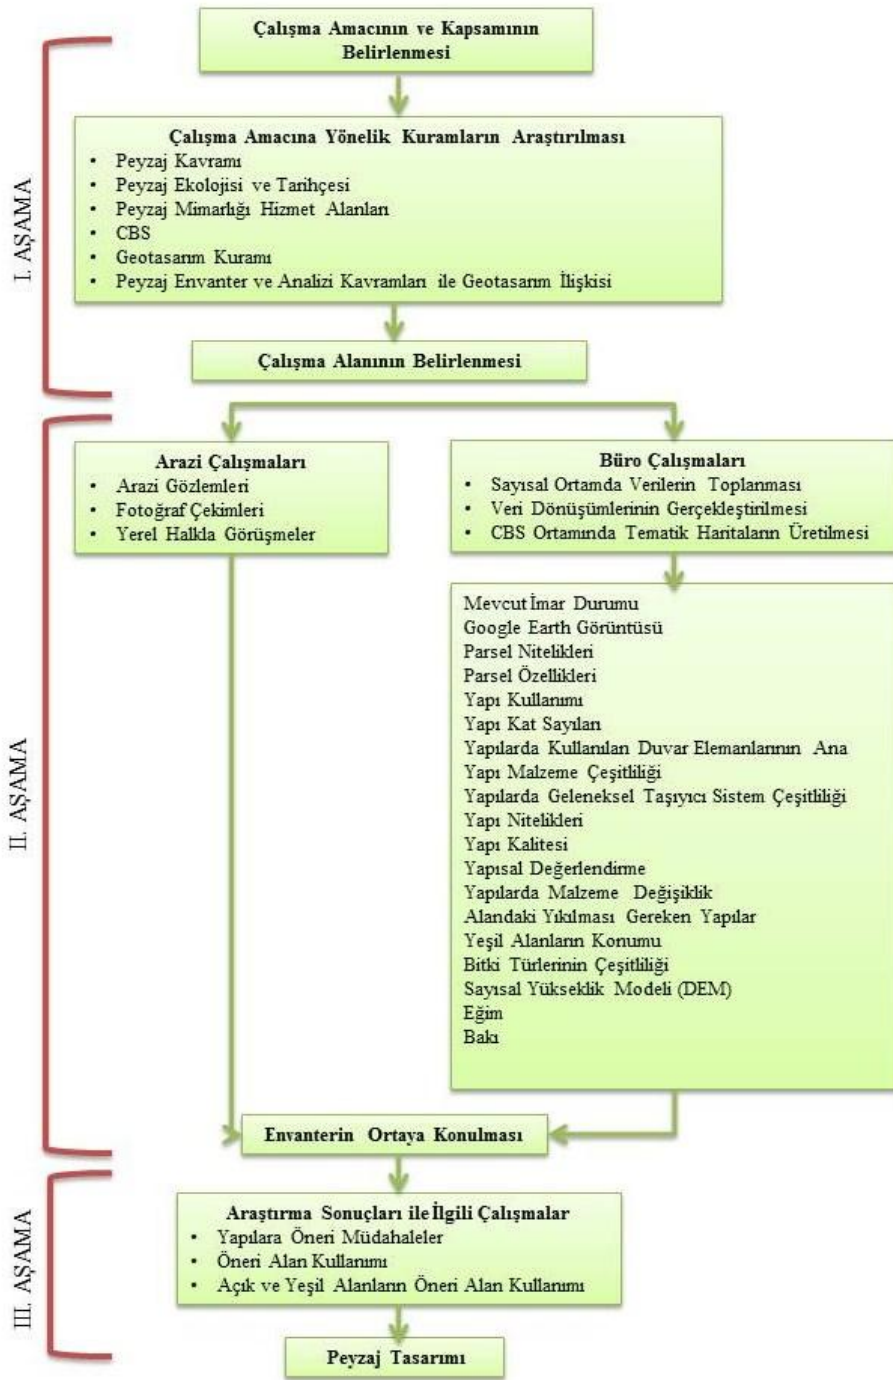 Çalışma Amacının ve Kapsamının
Belirlenmesi
I. AŞAMA
Çalışma Amacına Yönelik Kuramların Araştırılması
• Peyzaj Kavramı
• Peyzaj Ekolojisi ve Tarihçesi
• Peyzaj Mimarlığı Hizmet Alanları
• CBS
• Geotasarım Kuramı
• Peyzaj Envanter ve Analizi Kavramları ile Geotasarım İlişkisi
Çalışma Alanının Belirlenmesi
II. AŞAMA
Arazi Çalışmaları
• Arazi Gözlemleri
• Fotoğraf Çekimleri
• Yerel Halkla Görüşmeler
Büro Çalışmaları
• Sayısal Ortamda Verilerin Toplanması
• Veri Dönüşümlerinin Gerçekleştirilmesi
• CBS Ortamında Tematik Haritaların Üretilmesi
Mevcut İmar Durumu
Google Earth Görüntüsü
Parsel Nitelikleri
Parsel Özellikleri
Yapı Kullanımı
Yapı Kat Sayıları
Yapılarda Kullanılan Duvar Elemanlarının Ana
Yapı Malzeme Çeşitliliği
Yapılarda Geleneksel Taşıyıcı Sistem Çeşitliliği
Yapı Nitelikleri
Yapı Kalitesi
Yapısal Değerlendirme
Yapılarda Malzeme Değişiklik
Alandaki Yıkılması Gereken Yapılar
Yeşil Alanların Konumu
Bitki Türlerinin Çeşitliliği
Sayısal Yükseklik Modeli (DEM)
Eğim
Bakı
Envanterin Ortaya Konulması
III. AŞAMA
Araştırma Sonuçları ile İlgili Çalışmalar
• Yapılara Öneri Müdahaleler
• Öneri Alan Kullanımı
• Açık ve Yeşil Alanların Öneri Alan Kullanımı
Peyzaj Tasarımı